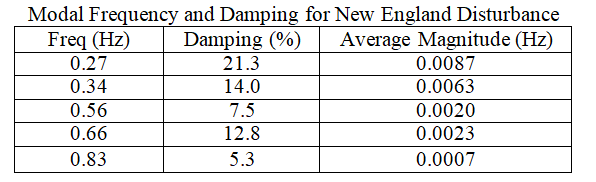 Modal Frequency and Damping for New England Disturbance
Freq (Hz) Damping (%) Average Magnitude (Hz)
0.27 21.3 0.0087
0.34 14.0 0.0063
0.56 7.5 0.0020
0.66 12.8 0.0023
0.83 5.3 0.0007